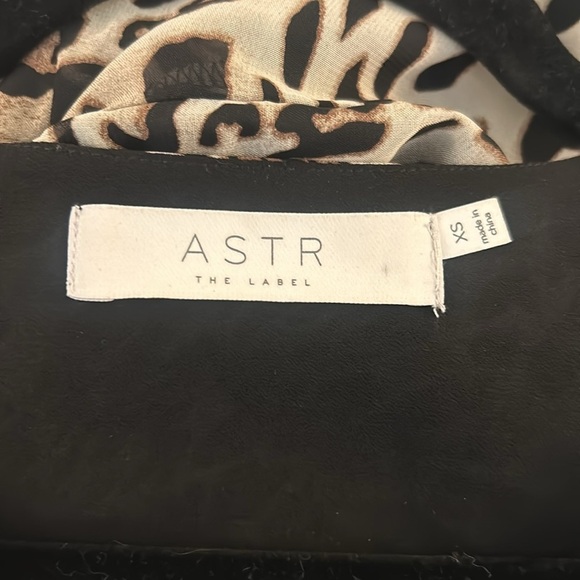 ASTR
THE LABEL
XS
made in
china